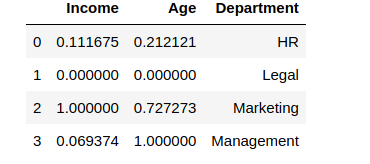 Income Age Department
0 0.111675 0.212121 HR
1 0.000000 0.000000 Legal
2 1.000000 0.727273 Marketing
3 0.069374 1.000000 Management